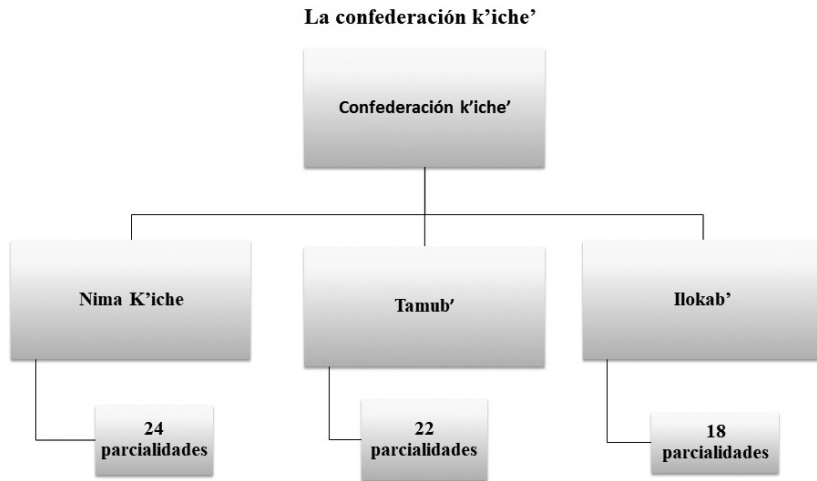 La confederación k’iche’
Confederación k’iche’
Nima K’iche
Tamub’
Ilokab’
24
parcialidades
22
parcialidades
18
parcialidades